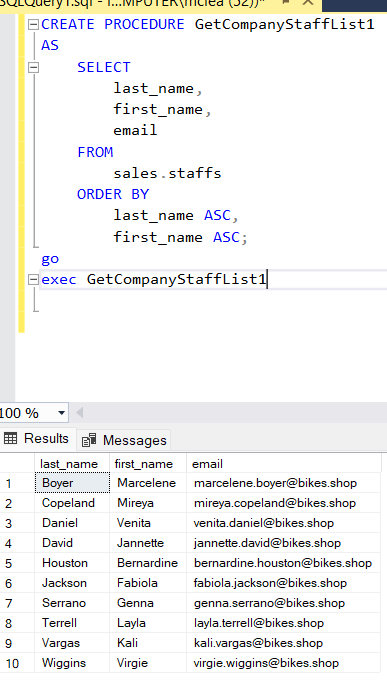 SQLQuery1.sql - (52))*
CREATE PROCEDURE GetCompanyStaffList1
AS
SELECT
last_name,
first_name,
email
FROM
sales.staffs
ORDER BY
last_name ASC,
first_name ASC;
go
exec GetCompanyStaffList1
100 %
Results Messages
last_name first_name email
1 Boyer Marcelene marcelene.boyer@bikes.shop
2 Copeland Mireya mireya.copeland@bikes.shop
3 Daniel Venita venita.daniel@bikes.shop
4 David Jannette jannette.david@bikes.shop
5 Houston Bernardine bernardine.houston@bikes.shop
6 Jackson Fabiola fabiola.jackson@bikes.shop
7 Serrano Genna genna.serrano@bikes.shop
8 Terrell Layla layla.terrell@bikes.shop
9 Vargas Kali kali.vargas@bikes.shop
10 Wiggins Virgie virgie.wiggins@bikes.shop